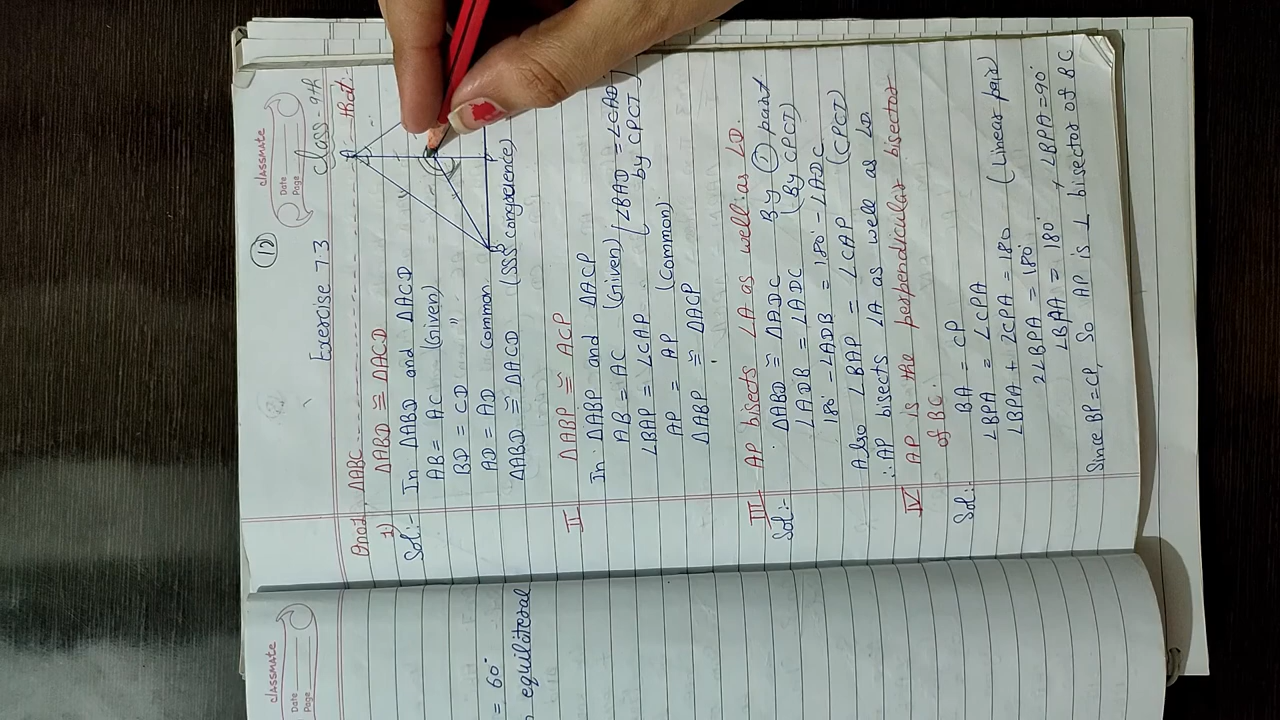 classmate
Date
Page
= 60°
equilateral
classmate
Date
Page
(12)
Class - 9th
Exercise 7.3
Qno1. ΔABC - - - - - - - - - - - - that:
1) ΔABD ≅ ΔACD
Sol:- In ΔABD and ΔACD
AB = AC (Given)
BD = CD "
AD = AD common
ΔABD ≅ ΔACD (SSS congruence)
II ΔABP ≅ ACP
In ΔABP and ΔACP
AB = AC (Given) (∠BAD = ∠CAD
∠BAP = ∠CAP by CPCT)
AP = AP (Common)
ΔABP ≅ ΔACP
III AP bisects ∠A as well as ∠D.
Sol:- ΔABD ≅ ΔADC By (1) part
∠ADB = ∠ADC (By CPCT)
180° - ∠ADB = 180° - ∠ADC
Also ∠BAP = ∠CAP (CPCT)
∴ AP bisects ∠A as well as ∠D
IV AP is the perpendicular bisector
of BC.
Sol:- BA = CP
∠BPA = ∠CPA
∠BPA + ∠CPA = 180 (Linear pair)
2∠BPA = 180°
∠BAA = 180° ∠BPA = 90°
Since BP = CP, So AP is ⊥ bisector of BC